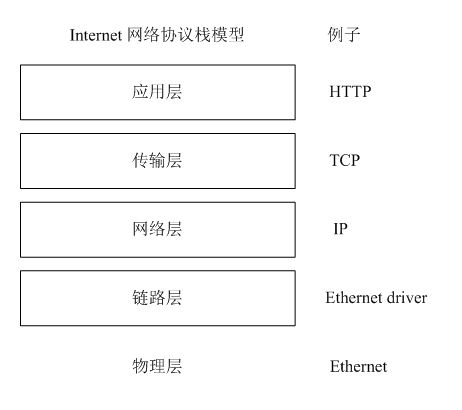 Internet 网络协议栈模型 例子
应用层 HTTP
传输层 TCP
网络层 IP
链路层 Ethernet driver
物理层 Ethernet